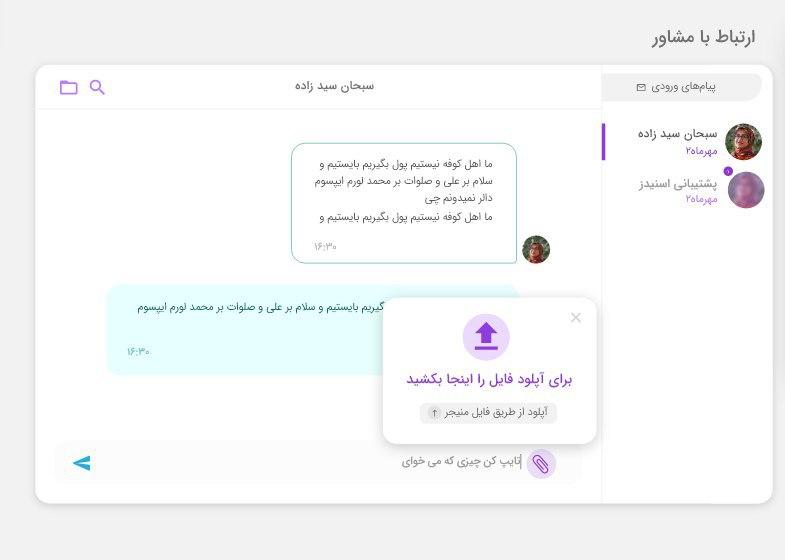 ارتباط با مشاور
پیام‌های ورودی
سبحان سید زاده
مهرماه۲
پشتیبانی اسنیدز
مهرماه۲
سبحان سید زاده
ما اهل کوفه نیستیم پول بگیریم بایستیم و
سلام بر علی و صلوات بر محمد لورم ایپسوم
دالر نمیدونم چی
ما اهل کوفه نیستیم پول بگیریم بایستیم و
۱۶:۳۰
گیریم بایستیم و سلام بر علی و صلوات بر محمد لورم ایپسوم
۱۶:۳۰
برای آپلود فایل را اینجا بکشید
آپلود از طریق فایل منیجر
تایپ کن چیزی که می خوای